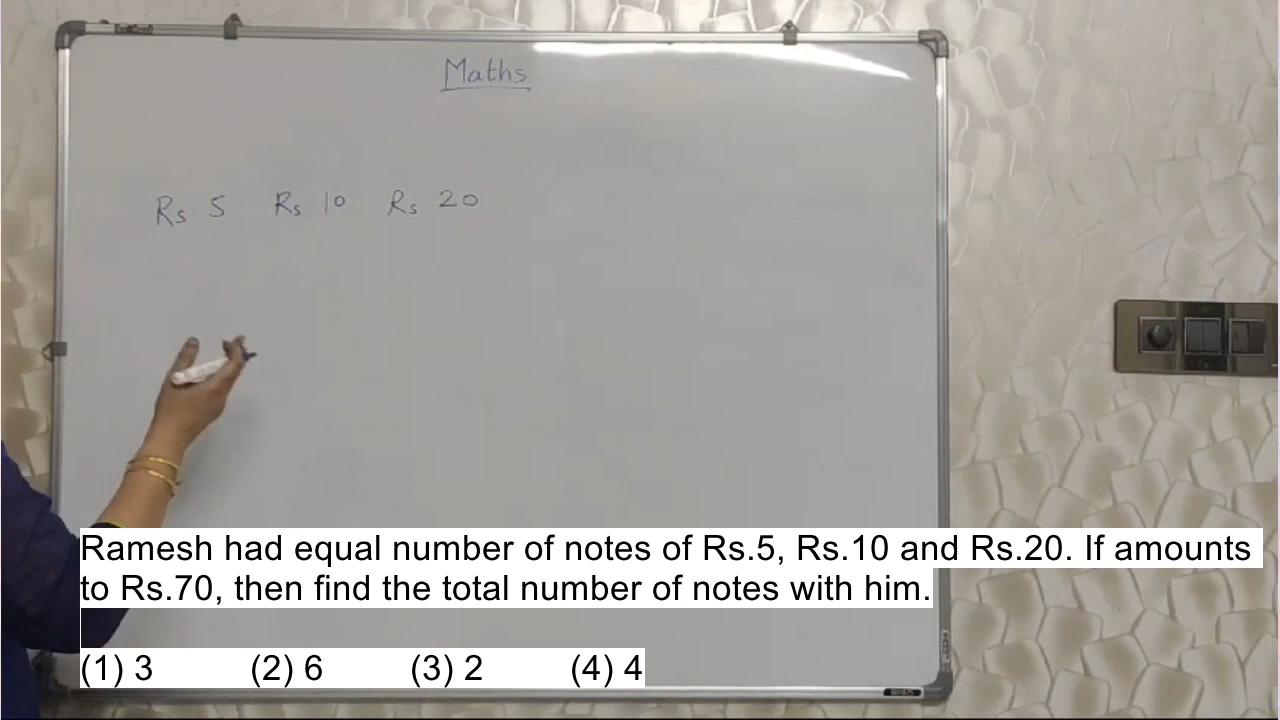 Maths
Rs 5 Rs 10 Rs 20
Ramesh had equal number of notes of Rs.5, Rs.10 and Rs.20. If amounts
to Rs.70, then find the total number of notes with him.
(1) 3 (2) 6 (3) 2 (4) 4